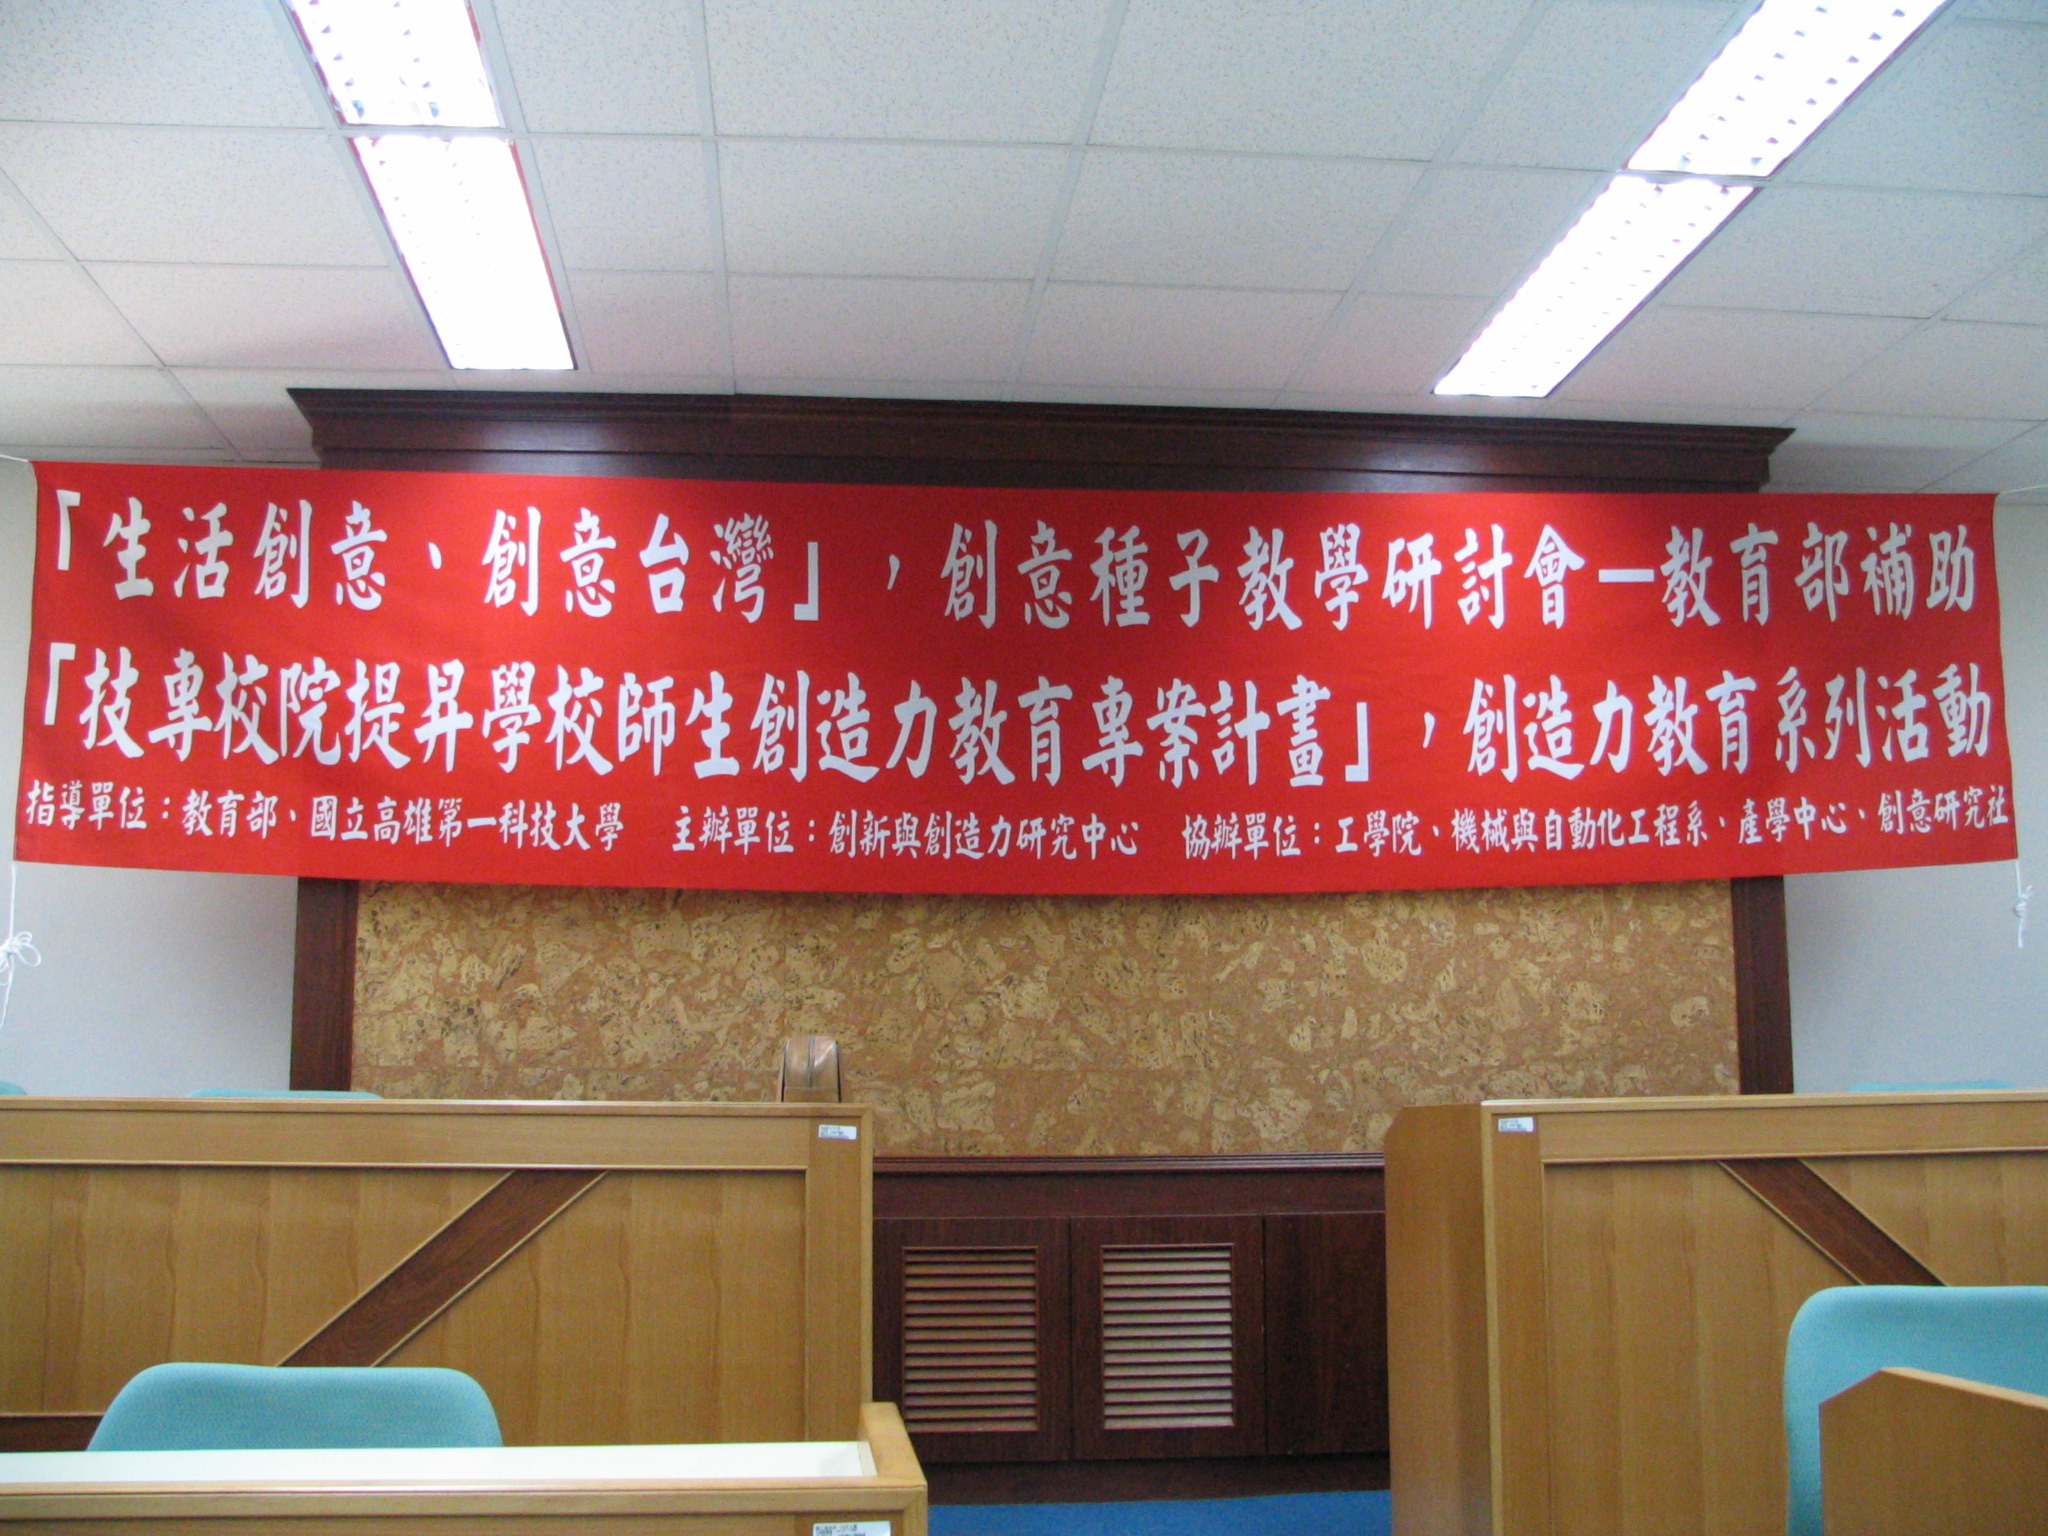 「生活創意、創意台灣」，創意種子教學研討會—教育部補助
「技專校院提昇學校師生創造力教育專案計畫」，創造力教育系列活動
指導單位：教育部、國立高雄第一科技大學 主辦單位：創新與創造力研究中心 協辦單位：工學院、機械與自動化工程系、產學中心、創意研究社